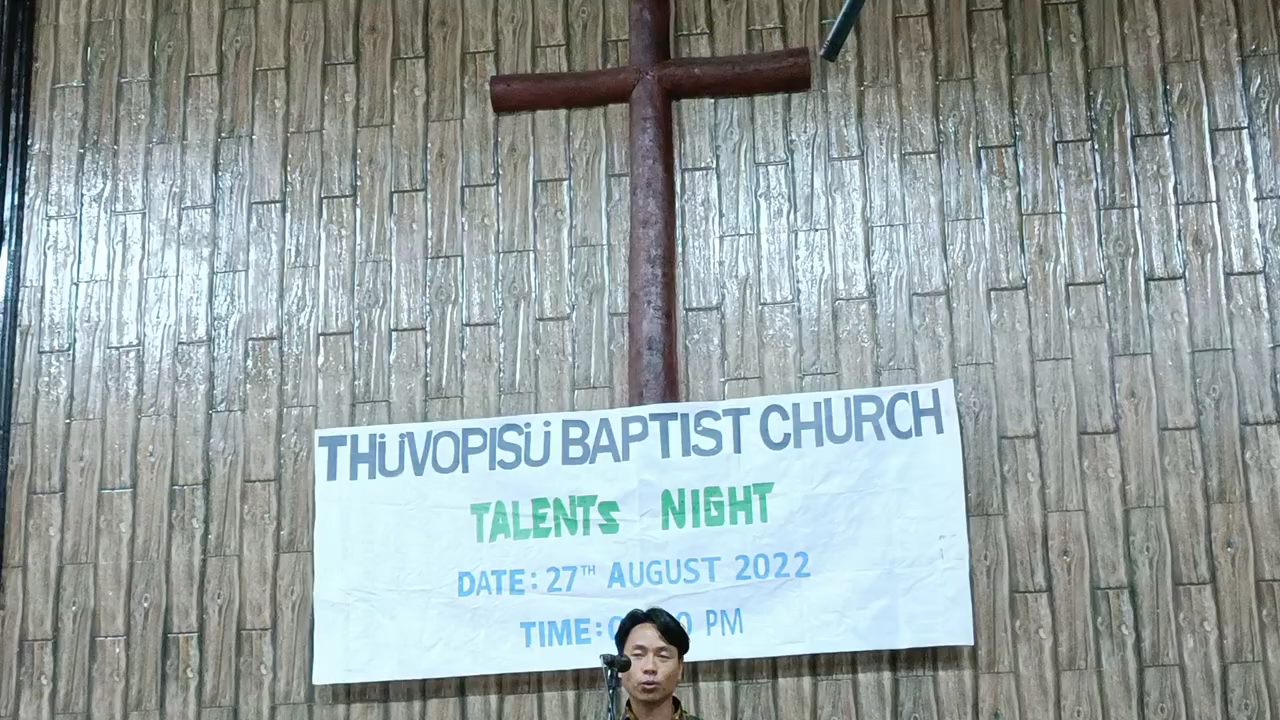 THÜVOPISÜ BAPTIST CHURCH
TALENTs NIGHT
DATE: 27TH AUGUST 2022
TIME: PM